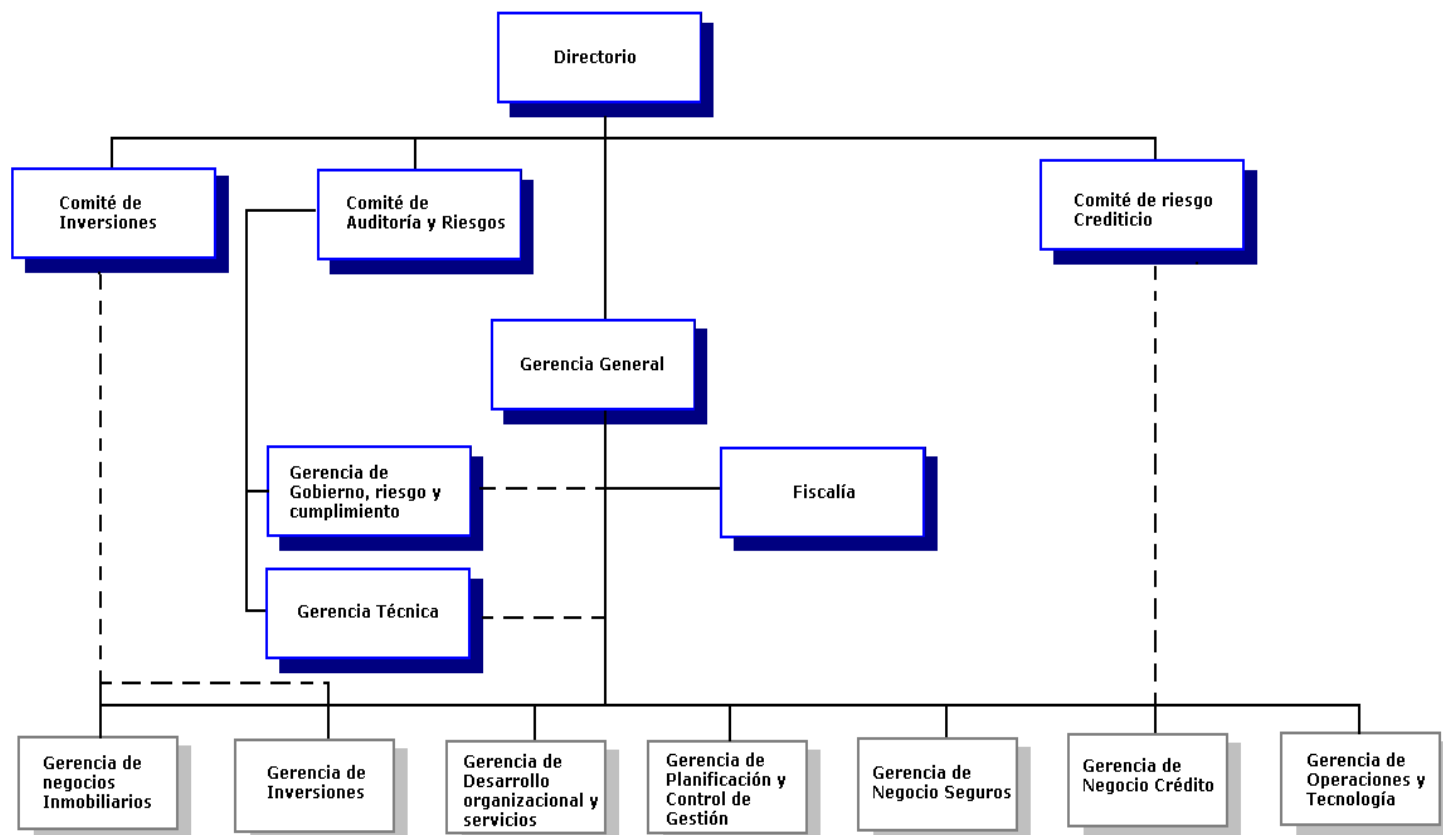 Directorio
Comité de
Inversiones
Comité de
Auditoría y Riesgos
Comité de riesgo
Crediticio
Gerencia General
Gerencia de
Gobierno, riesgo y
cumplimiento
Fiscalía
Gerencia Técnica
Gerencia de
negocios
Inmobiliarios
Gerencia de
Inversiones
Gerencia de
Desarrollo
organizacional y
servicios
Gerencia de
Planificación y
Control de
Gestión
Gerencia de
Negocio Seguros
Gerencia de
Negocio Crédito
Gerencia de
Operaciones y
Tecnología